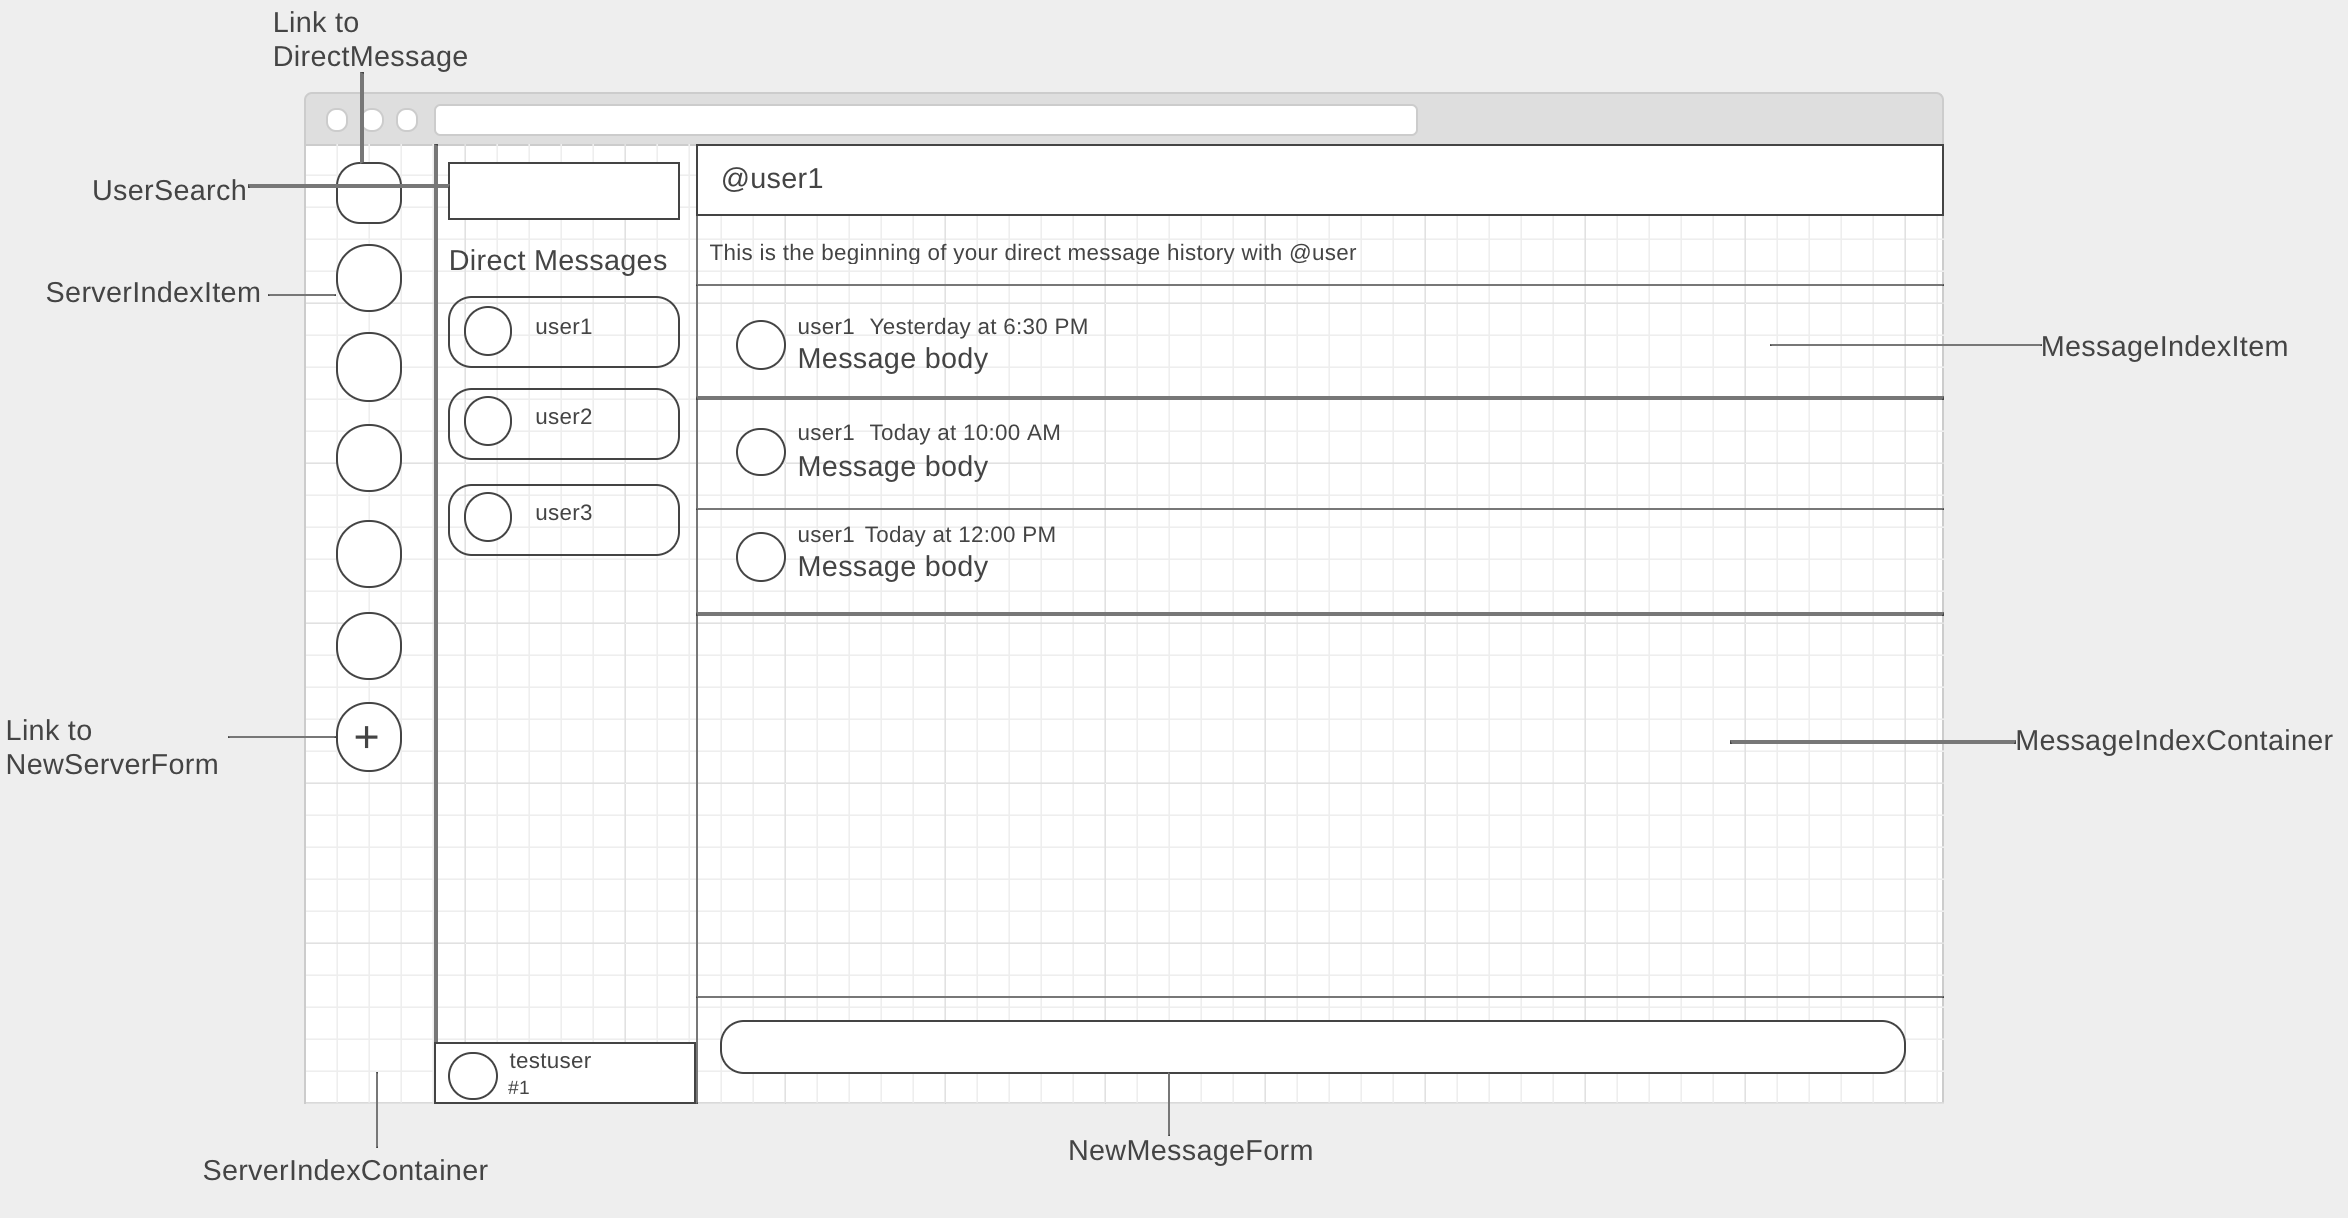 Link to
DirectMessage
UserSearch
@user1
This is the beginning of your direct message history with @user
Direct Messages
ServerIndexItem
user1
user1 Yesterday at 6:30 PM
Message body
MessageIndexItem
user2
user1 Today at 10:00 AM
Message body
user3
user1 Today at 12:00 PM
Message body
Link to
NewServerForm
+
MessageIndexContainer
testuser
#1
NewMessageForm
ServerIndexContainer